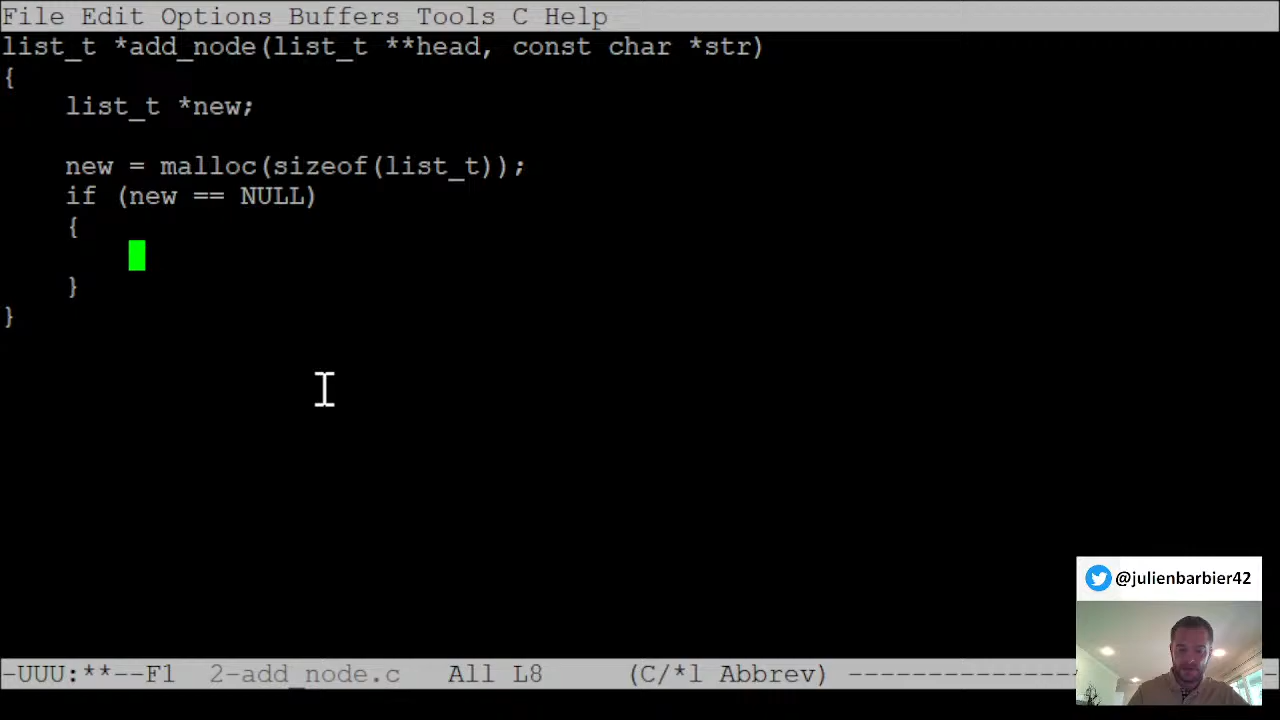 File Edit Options Buffers Tools C Help
list_t *add_node(list_t **head, const char *str)
{
    list_t *new;

    new = malloc(sizeof(list_t));
    if (new == NULL)
    {

    }
}
@julienbarbier42
-UUU:**--F1  2-add_node.c   All L8     (C/*l Abbrev) ----------------